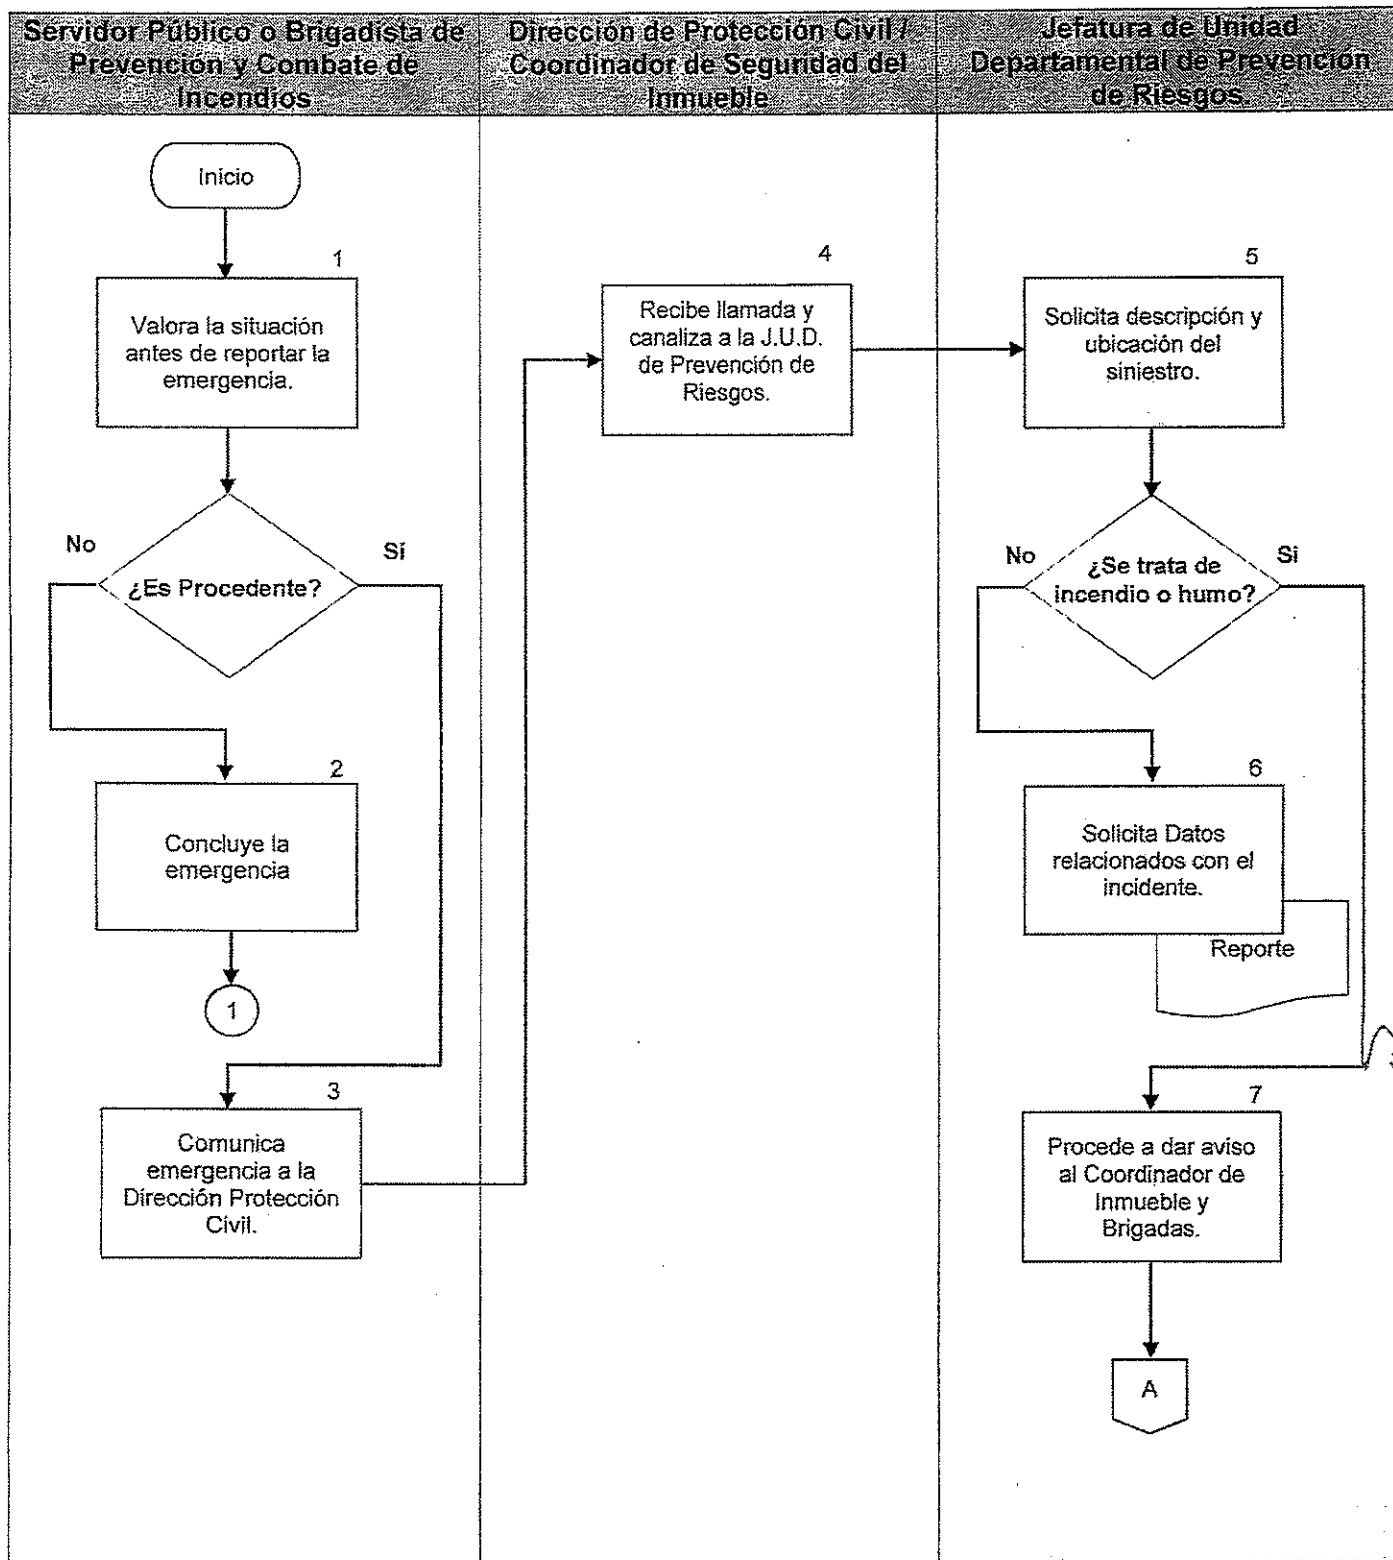 Servidor Público o Brigadista de
Prevención y Combate de
Incendios
Dirección de Protección Civil /
Coordinador de Seguridad del
Inmueble
Jefatura de Unidad
Departamental de Prevención
de Riesgos.
Inicio
1
Valora la situación
antes de reportar la
emergencia.
No
Sí
¿Es Procedente?
2
Concluye la
emergencia
1
3
Comunica
emergencia a la
Dirección Protección
Civil.
4
Recibe llamada y
canaliza a la J.U.D.
de Prevención de
Riesgos.
5
Solicita descripción y
ubicación del
siniestro.
No
Si
¿Se trata de
incendio o humo?
6
Solicita Datos
relacionados con el
incidente.
Reporte
7
Procede a dar aviso
al Coordinador de
Inmueble y
Brigadas.
A